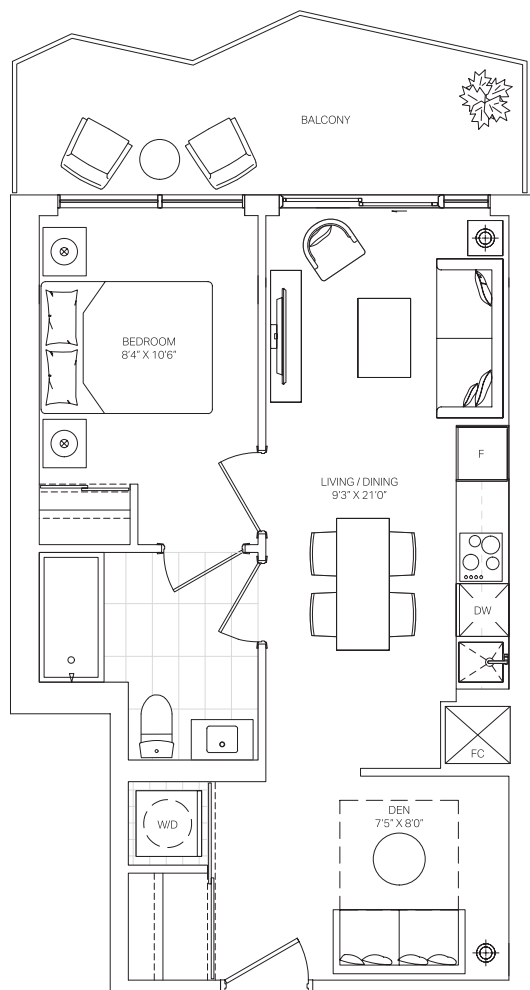 BALCONY
BEDROOM
8'4" X 10'6"
F
LIVING / DINING
9'3" X 21'0"
DW
FC
DEN
7'5" X 8'0"
W/D